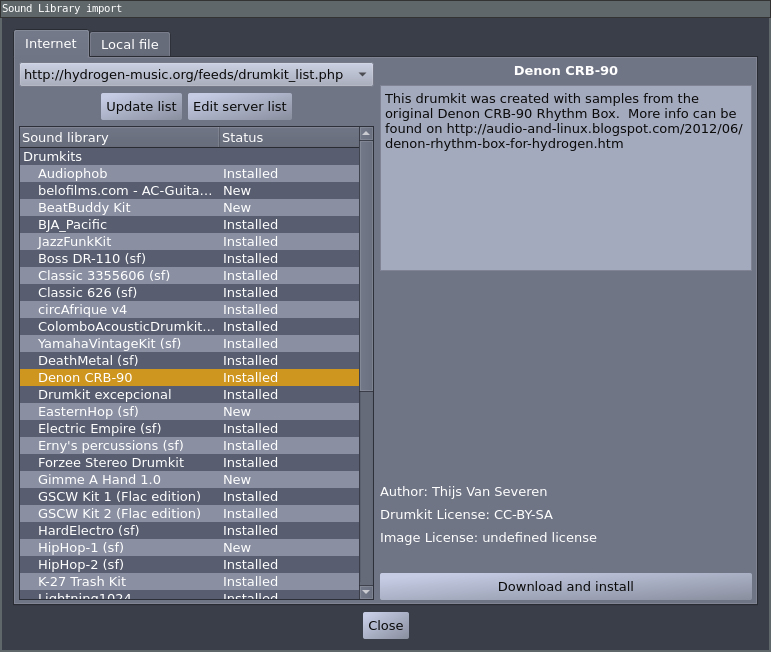 Sound Library import
Internet
Local file
http://hydrogen-music.org/feeds/drumkit_list.php
Update list
Edit server list
Sound library Status
Drumkits
Audiophob Installed
belofilms.com - AC-Guita... New
BeatBuddy Kit New
BJA_Pacific Installed
JazzFunkKit Installed
Boss DR-110 (sf) Installed
Classic 3355606 (sf) Installed
Classic 626 (sf) Installed
circAfrique v4 Installed
ColomboAcousticDrumkit... Installed
YamahaVintageKit (sf) Installed
DeathMetal (sf) Installed
Denon CRB-90 Installed
Drumkit excepcional Installed
EasternHop (sf) New
Electric Empire (sf) Installed
Erny's percussions (sf) Installed
Forzee Stereo Drumkit Installed
Gimme A Hand 1.0 New
GSCW Kit 1 (Flac edition) Installed
GSCW Kit 2 (Flac edition) Installed
HardElectro (sf) Installed
HipHop-1 (sf) New
HipHop-2 (sf) Installed
K-27 Trash Kit Installed
Lightning1024 Installed
Denon CRB-90
This drumkit was created with samples from the
original Denon CRB-90 Rhythm Box.  More info can be
found on http://audio-and-linux.blogspot.com/2012/06/
denon-rhythm-box-for-hydrogen.htm
Author: Thijs Van Severen
Drumkit License: CC-BY-SA
Image License: undefined license
Download and install
Close